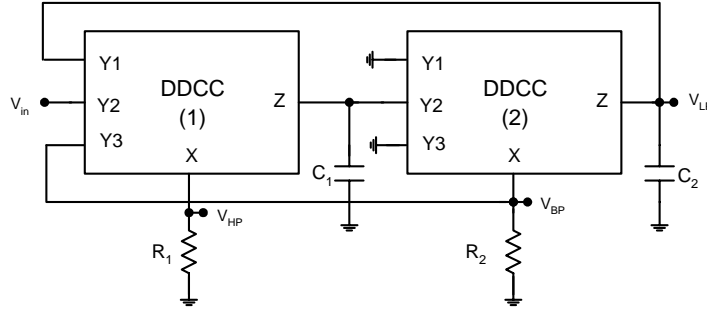 Y1
DDCC
(1)
Y2
Y3
X
Z
V_in
V_HP
R_1
C_1
Y1
DDCC
(2)
Y2
Y3
X
Z
V_BP
R_2
C_2